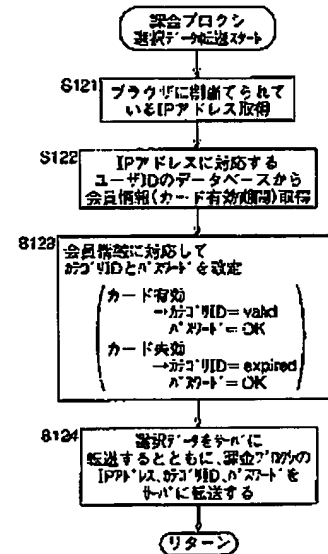 課金プロクシ
選択データ転送スタート
S121
ブラウザに割当てられて
いるIPアドレス取得
S122
IPアドレスに対応する
ユーザIDのデータベースから
会員情報(カード有効期間)取得
S123
会員情報に対応して
カテゴリIDとパスワードを設定
カード有効
→カテゴリID=valid
パスワード=OK
カード失効
→カテゴリID=expired
パスワード=OK
S124
選択データをサーバに
転送するとともに、課金プロクシの
IPアドレス、カテゴリID、パスワードを
サーバに転送する
リターン